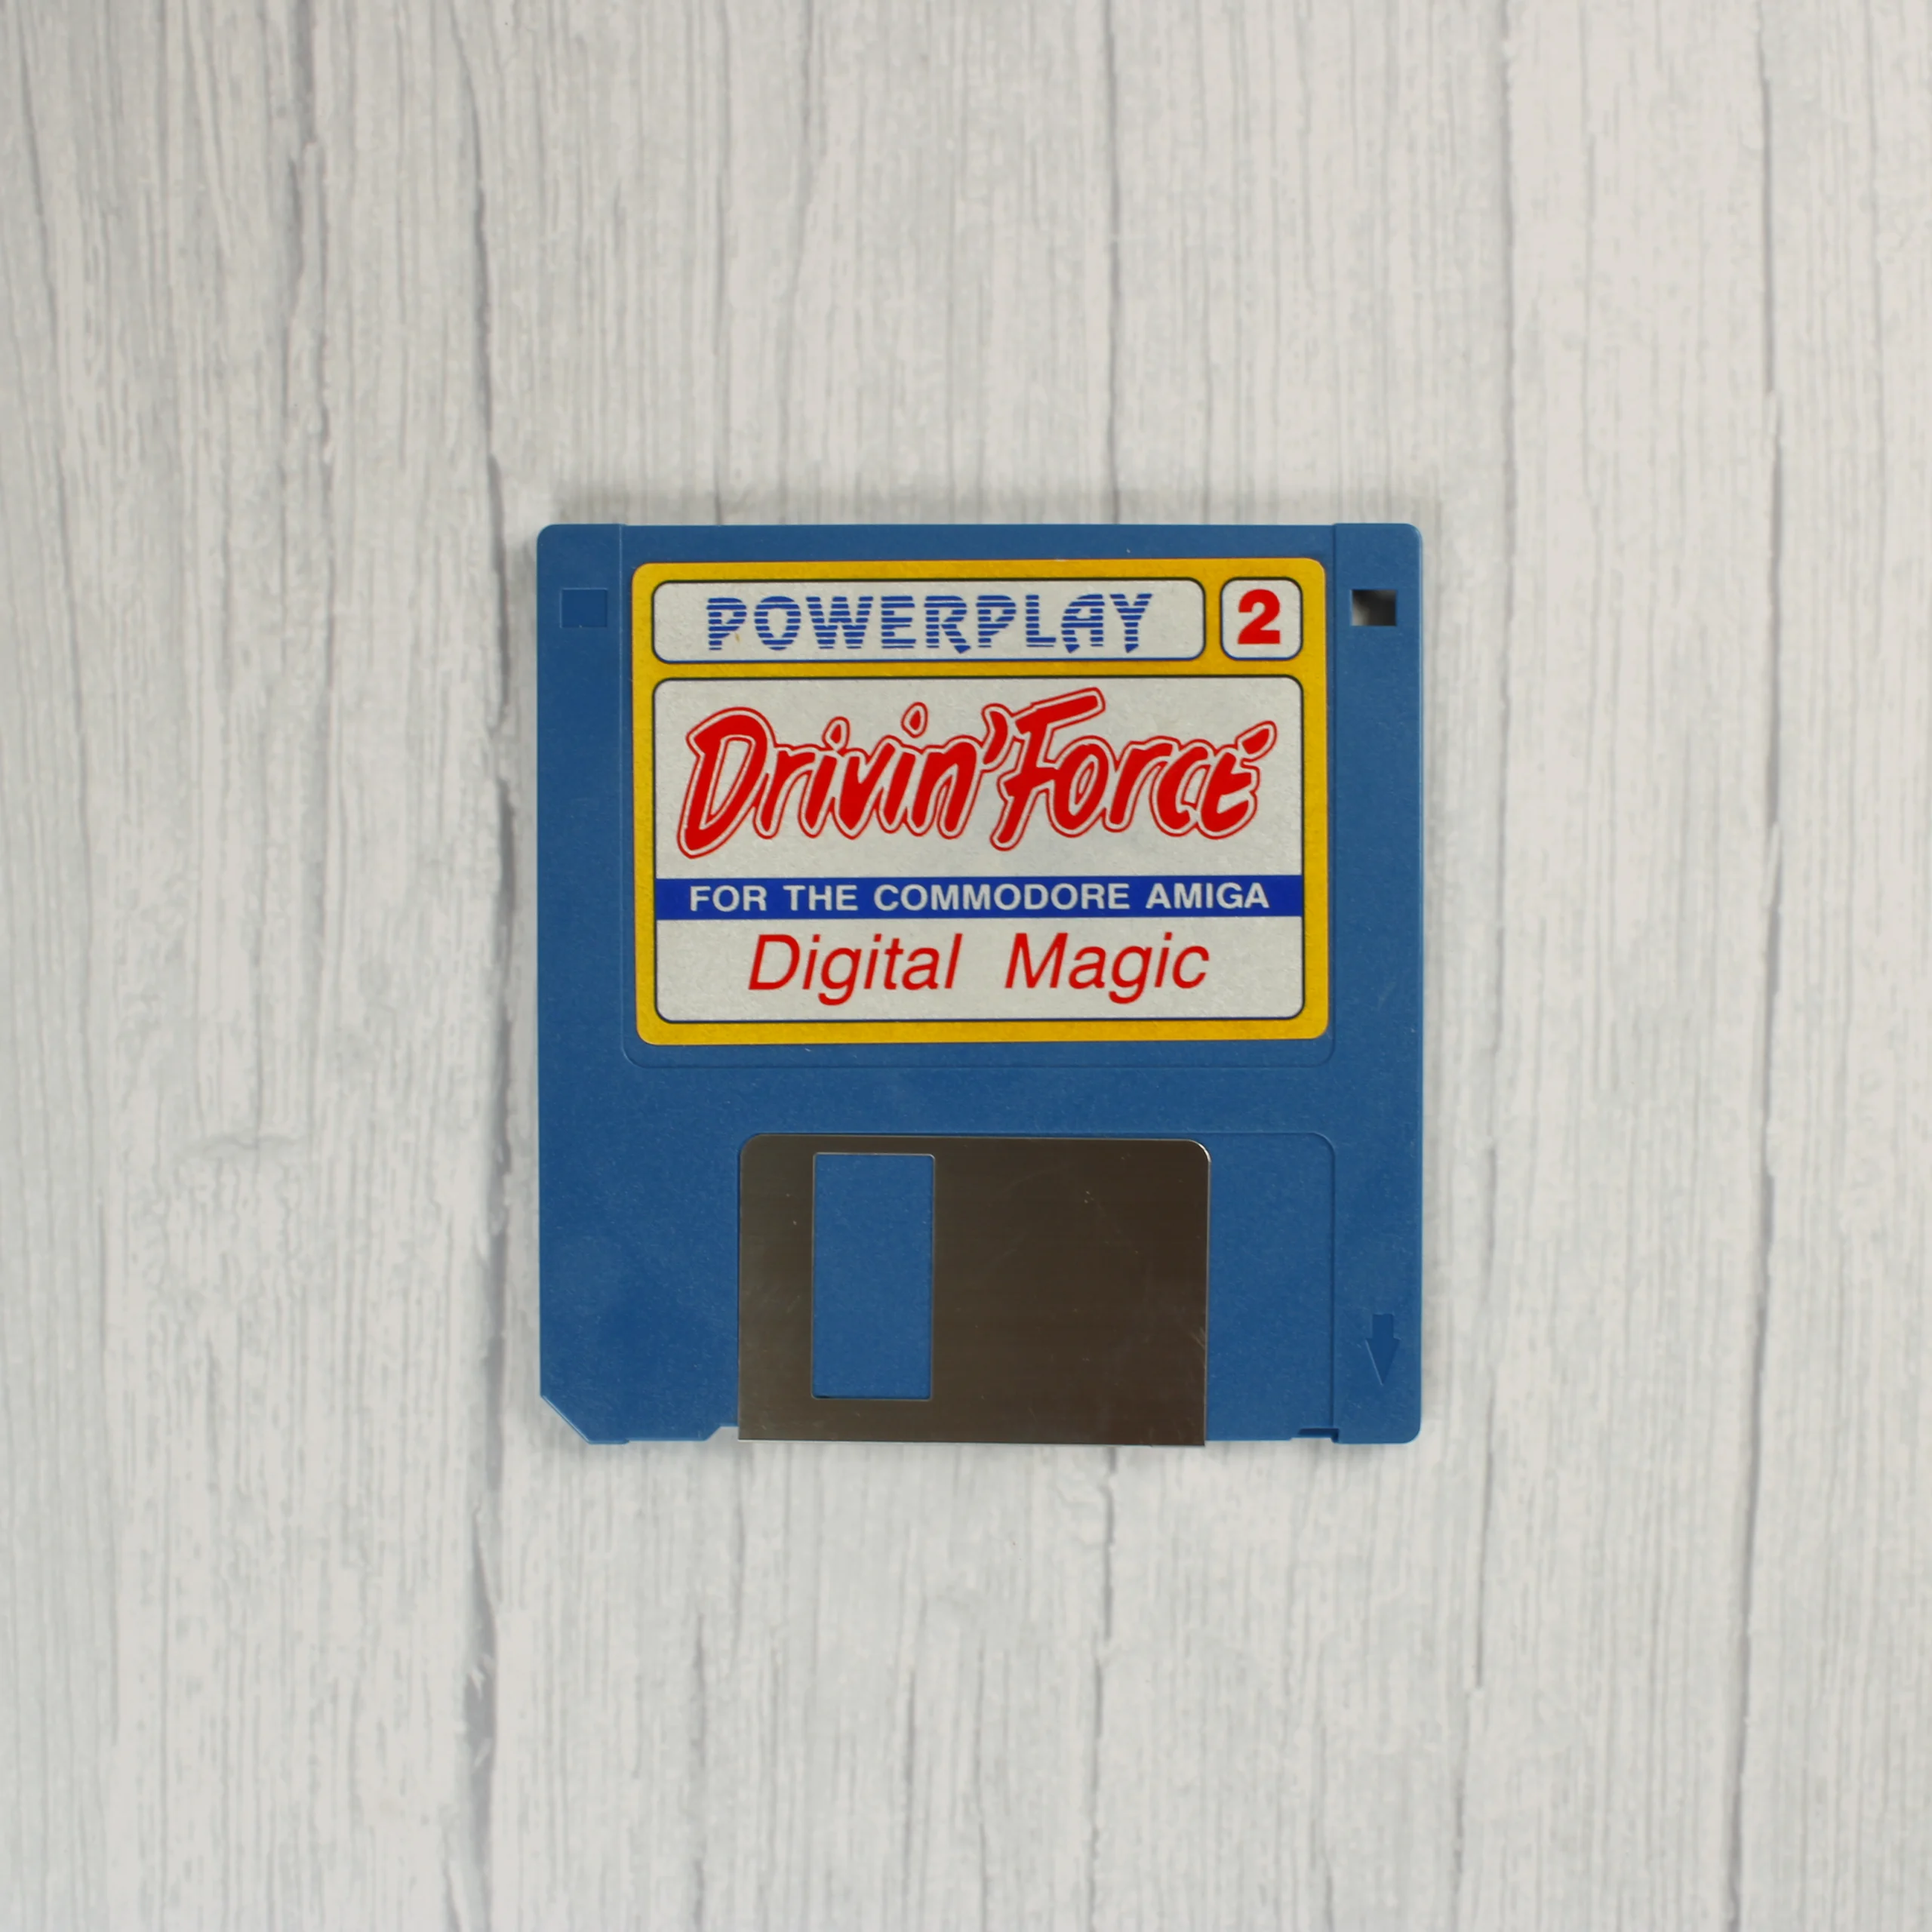 POWERPLAY 2
Drivin' Force
FOR THE COMMODORE AMIGA
Digital Magic